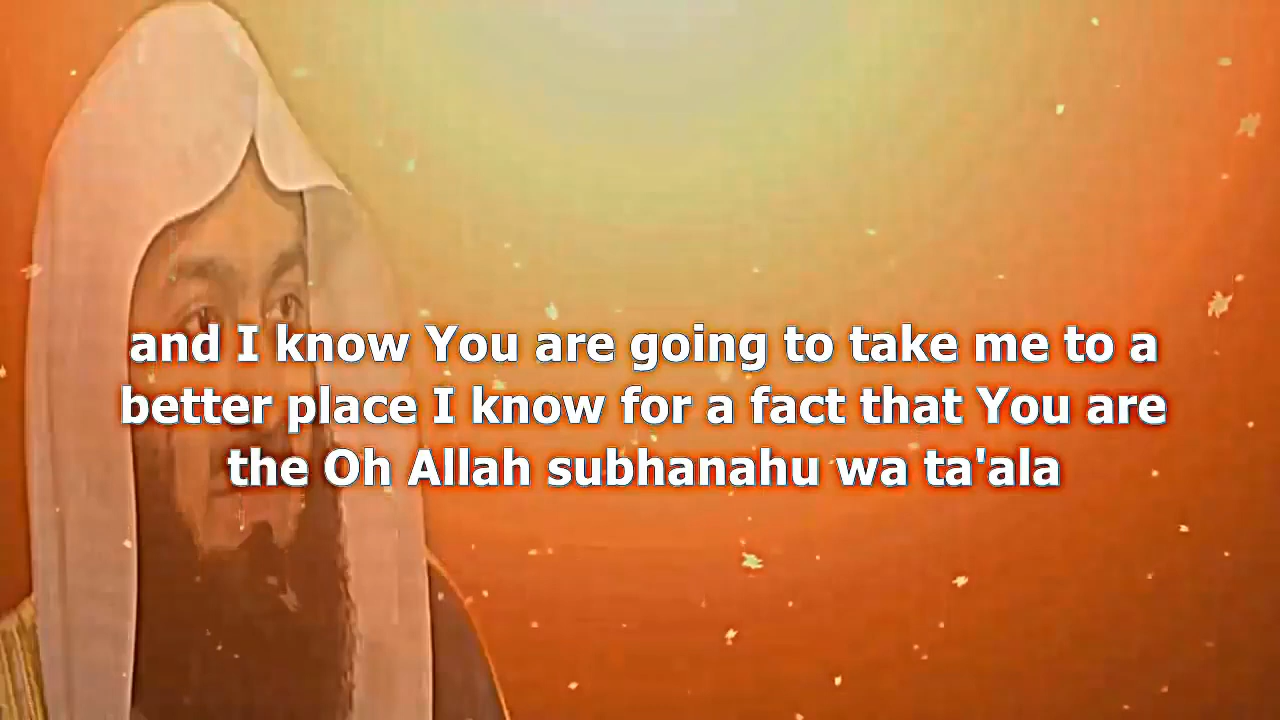 and I know You are going to take me to a
better place I know for a fact that You are
the Oh Allah subhanahu wa ta'ala